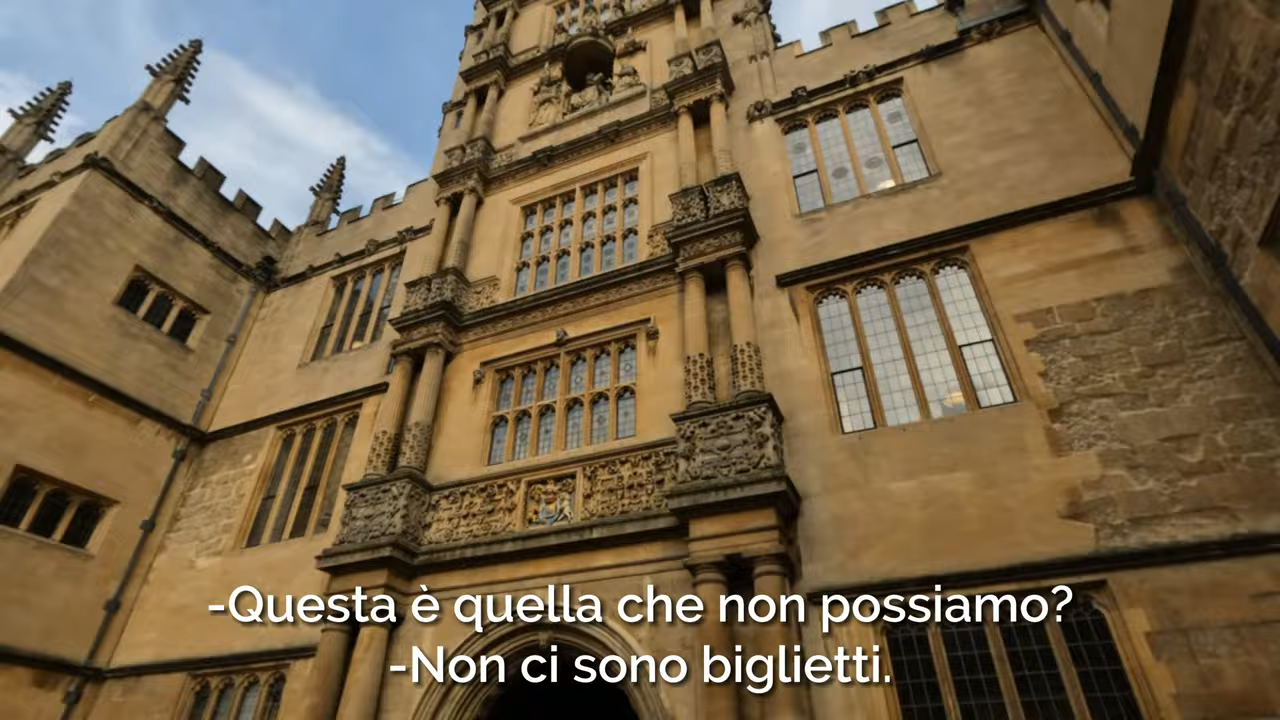 -Questa è quella che non possiamo?
-Non ci sono biglietti.